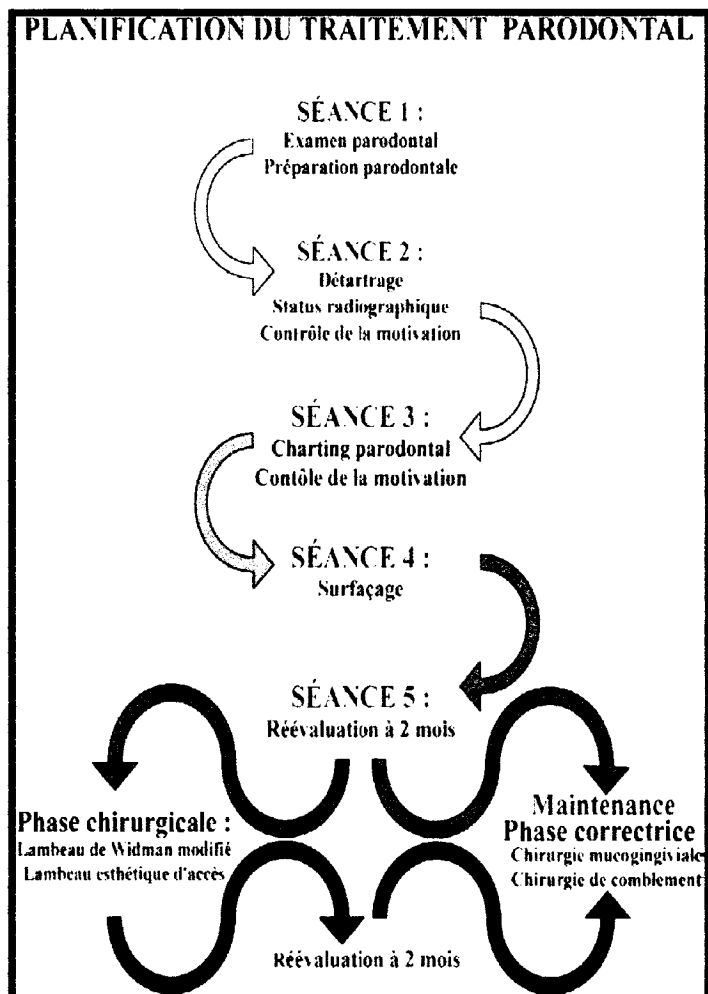 PLANIFICATION DU TRAITEMENT PARODONTAL
SÉANCE 1 :
Examen parodontal
Préparation parodontale
SÉANCE 2 :
Détartrage
Status radiographique
Contrôle de la motivation
SÉANCE 3 :
Charting parodontal
Contôle de la motivation
SÉANCE 4 :
Surfaçage
SÉANCE 5 :
Réévaluation à 2 mois
Phase chirurgicale :
Lambeau de Widman modifié
Lambeau esthétique d'accès
Maintenance
Phase correctrice
Chirurgie mucogingiviale
Chirurgie de comblement
Réévaluation à 2 mois